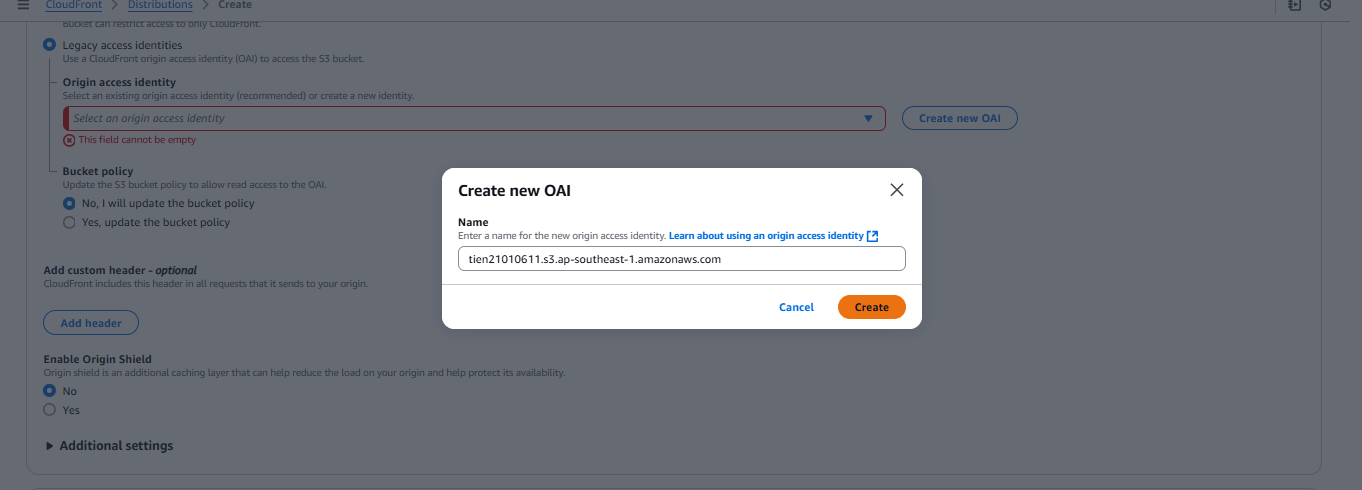 CloudFront > Distributions > Create
Bucket can restrict access to only CloudFront.
Legacy access identities
Use a CloudFront origin access identity (OAI) to access the S3 bucket.
Origin access identity
Select an existing origin access identity (recommended) or create a new identity.
Select an origin access identity
Create new OAI
This field cannot be empty
Bucket policy
Update the S3 bucket policy to allow read access to the OAI.
No, I will update the bucket policy
Yes, update the bucket policy
Create new OAI
Name
Enter a name for the new origin access identity. Learn about using an origin access identity
tien21010611.s3.ap-southeast-1.amazonaws.com
Cancel
Create
Add custom header - optional
CloudFront includes this header in all requests that it sends to your origin.
Add header
Enable Origin Shield
Origin shield is an additional caching layer that can help reduce the load on your origin and help protect its availability.
No
Yes
Additional settings